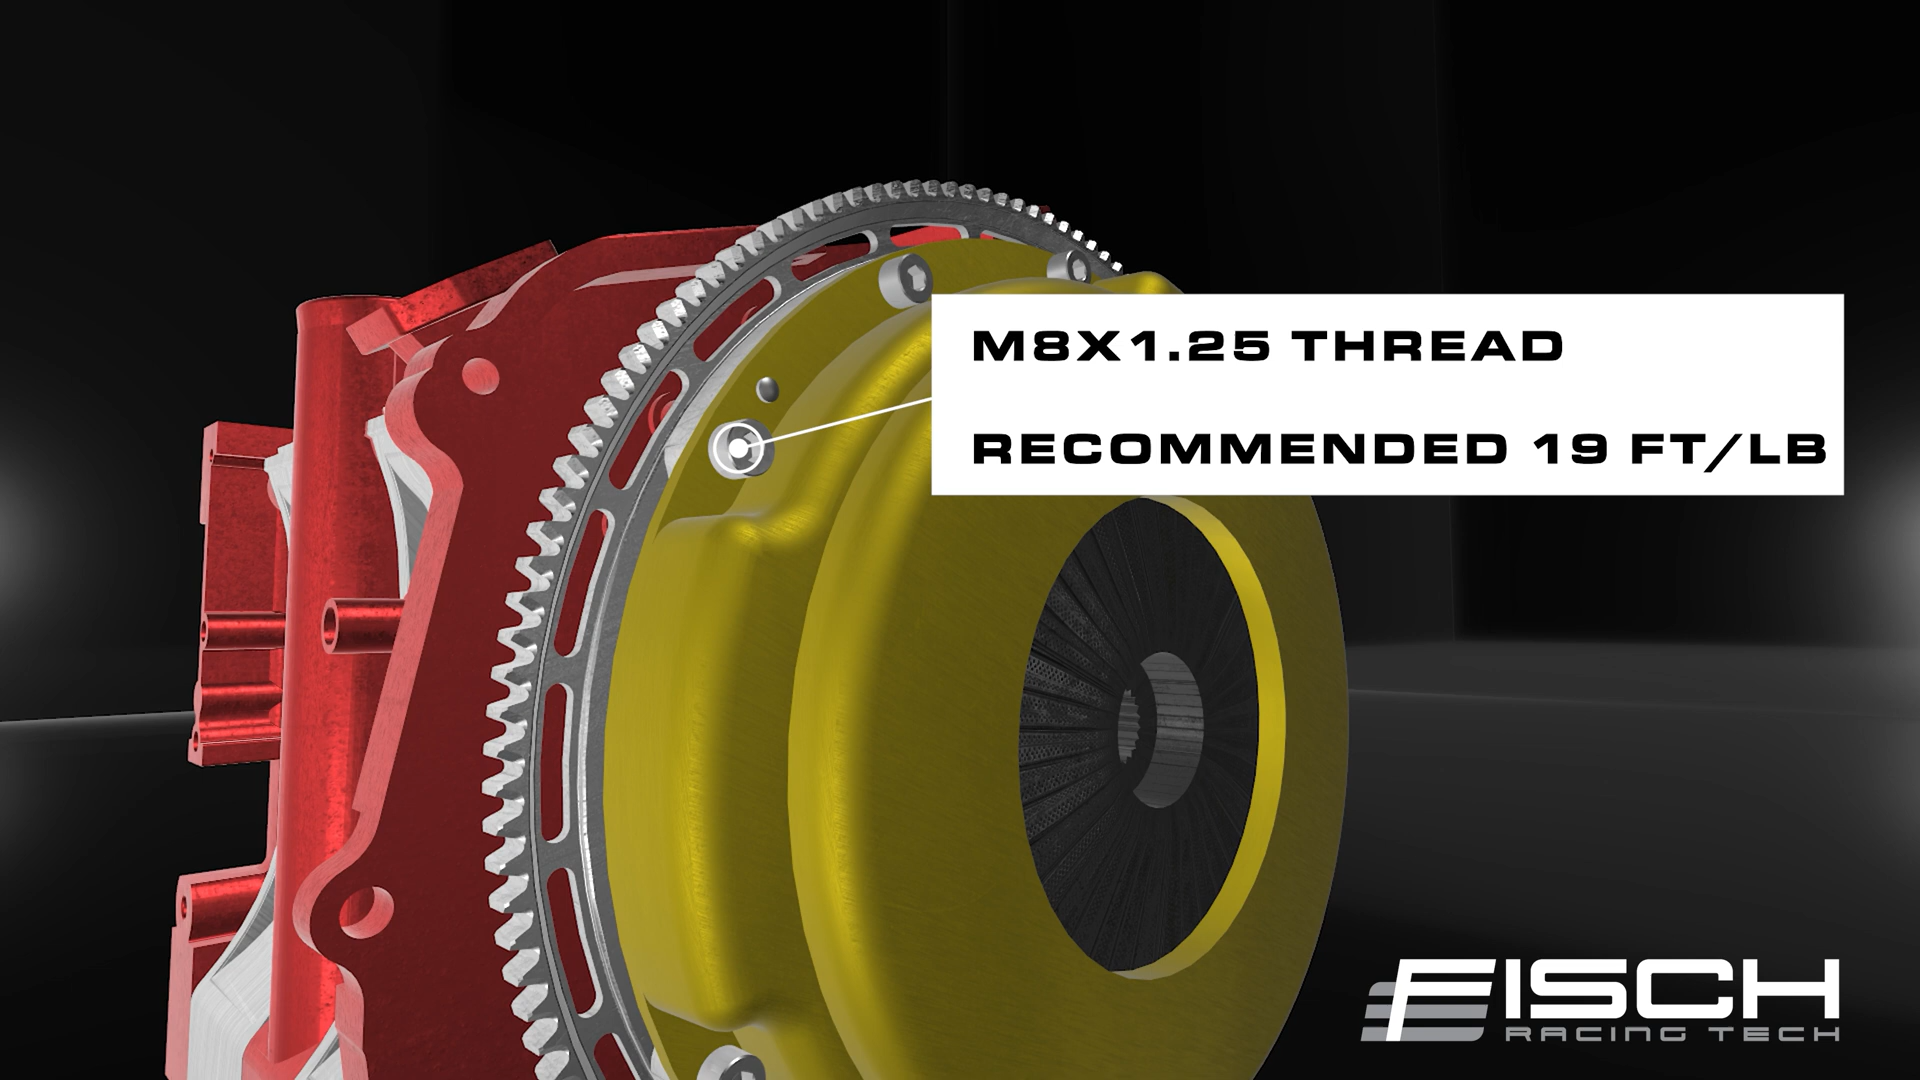 M8X1.25 THREAD
RECOMMENDED 19 FT/LB
FISCH
RACING TECH